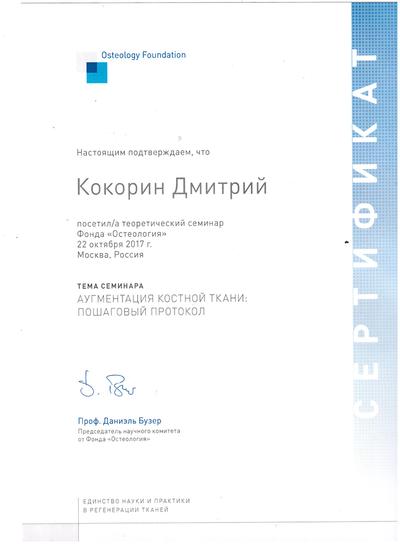 Osteology Foundation
Настоящим подтверждаем, что
Кокорин Дмитрий
посетил/а теоретический семинар
Фонда «Остеология»
22 октября 2017 г.
Москва, Россия
ТЕМА СЕМИНАРА
АУГМЕНТАЦИЯ КОСТНОЙ ТКАНИ:
ПОШАГОВЫЙ ПРОТОКОЛ
Проф. Даниэль Бузер
Председатель научного комитета
от Фонда «Остеология»
ЕДИНСТВО НАУКИ И ПРАКТИКИ
В РЕГЕНЕРАЦИИ ТКАНЕЙ
СЕРТИФИКАТ